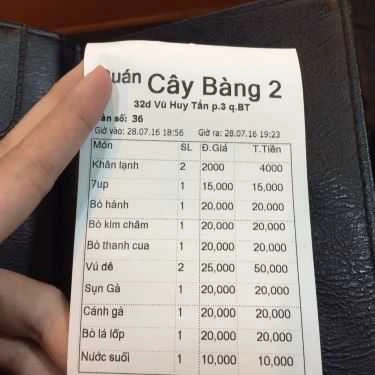 uán Cây Bàng 2
32d Vũ Huy Tấn p.3 q.BT
àn số: 36
Giờ vào: 28.07.16 18:56 Giờ ra: 28.07.16 19:23
Món SL Đ.Giá T.Tiền
Khăn lạnh 2 2000 4000
7up 1 15,000 15,000
Bò hành 1 20,000 20,000
Bò kim châm 1 20,000 20,000
Bò thanh cua 1 20,000 20,000
Vú dê 2 25,000 50,000
Sụn Gà 1 20,000 20,000
Cánh gà 1 20,000 20,000
Bò lá lốp 1 20,000 20,000
Nước suối 1 10,000 10,000